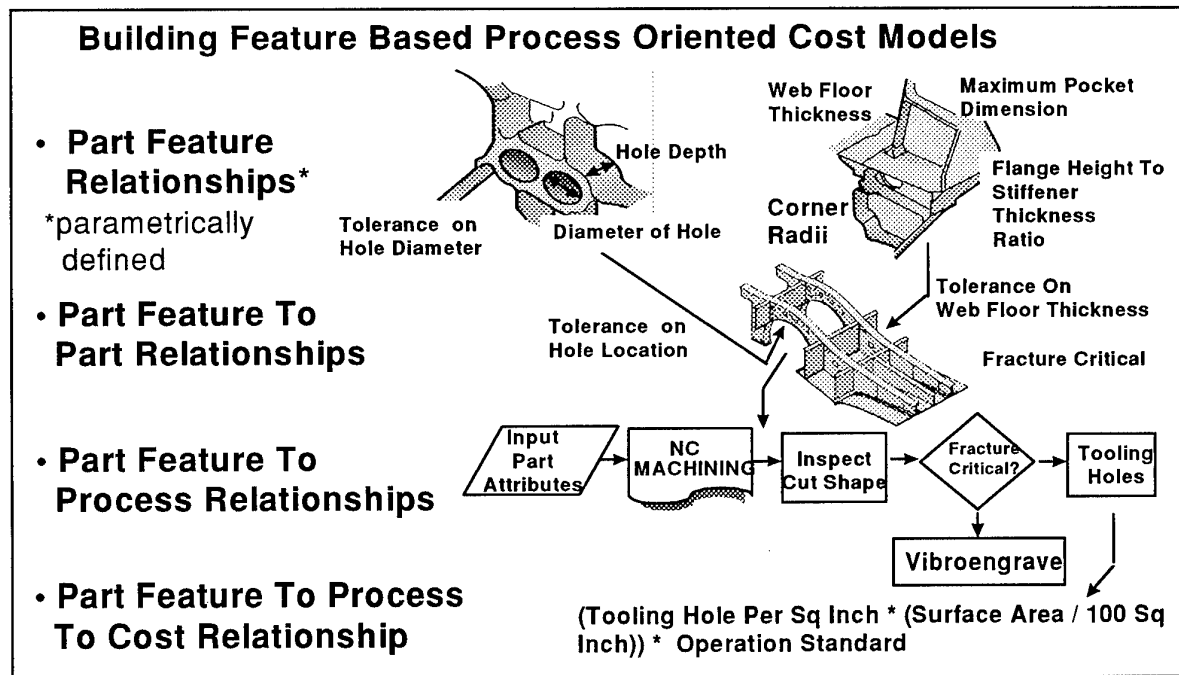 Building Feature Based Process Oriented Cost Models
• Part Feature
Relationships*
*parametrically
defined
Hole Depth
Tolerance on
Hole Diameter
Diameter of Hole
Web Floor
Thickness
Maximum Pocket
Dimension
Flange Height To
Stiffener
Thickness
Ratio
Corner
Radii
• Part Feature To
Part Relationships
Tolerance on
Hole Location
Tolerance On
Web Floor Thickness
Fracture Critical
• Part Feature To
Process Relationships
Input
Part
Attributes
NC
MACHINING
Inspect
Cut Shape
Fracture
Critical?
Tooling
Holes
Vibroengrave
• Part Feature To Process
To Cost Relationship
(Tooling Hole Per Sq Inch * (Surface Area / 100 Sq
Inch)) * Operation Standard